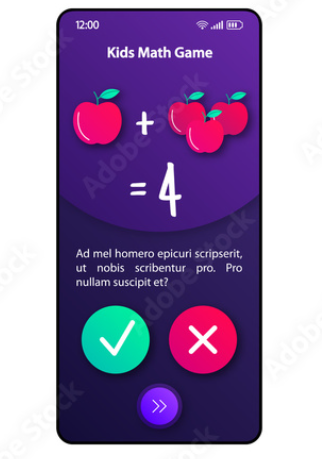 12:00
Kids Math Game
+
= 4
Ad mel homero epicuri scripserit,
ut nobis scribentur pro. Pro
nullam suscipit et?
Adobe Stock